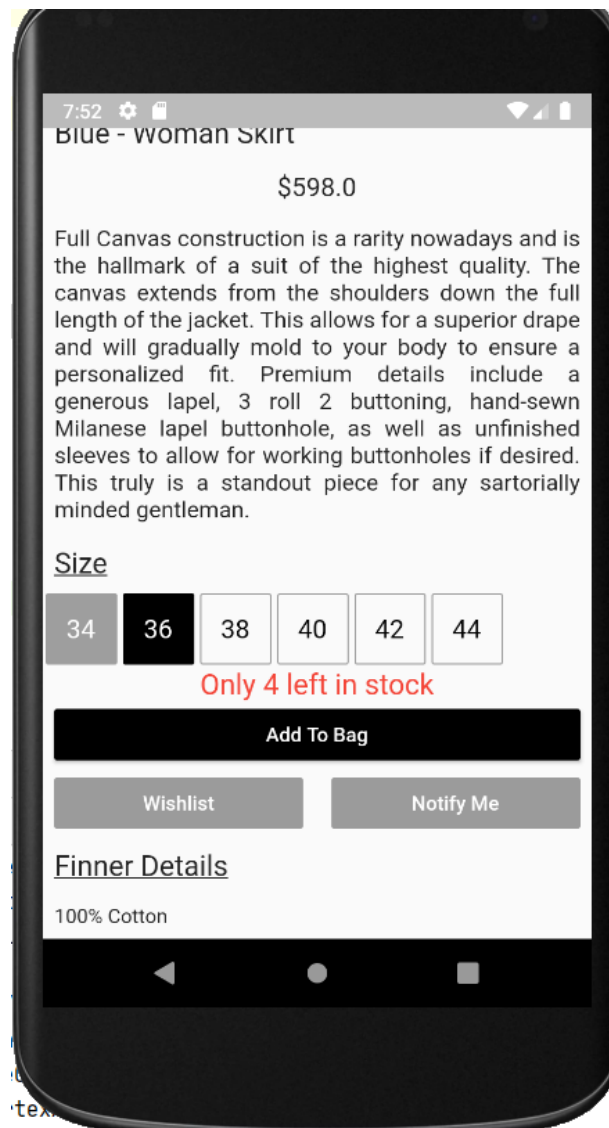 7:52
Blue - Woman Skirt
$598.0
Full Canvas construction is a rarity nowadays and is
the hallmark of a suit of the highest quality. The
canvas extends from the shoulders down the full
length of the jacket. This allows for a superior drape
and will gradually mold to your body to ensure a
personalized fit. Premium details include a
generous lapel, 3 roll 2 buttoning, hand-sewn
Milanese lapel buttonhole, as well as unfinished
sleeves to allow for working buttonholes if desired.
This truly is a standout piece for any sartorially
minded gentleman.
Size
34 36 38 40 42 44
Only 4 left in stock
Add To Bag
Wishlist Notify Me
Finner Details
100% Cotton